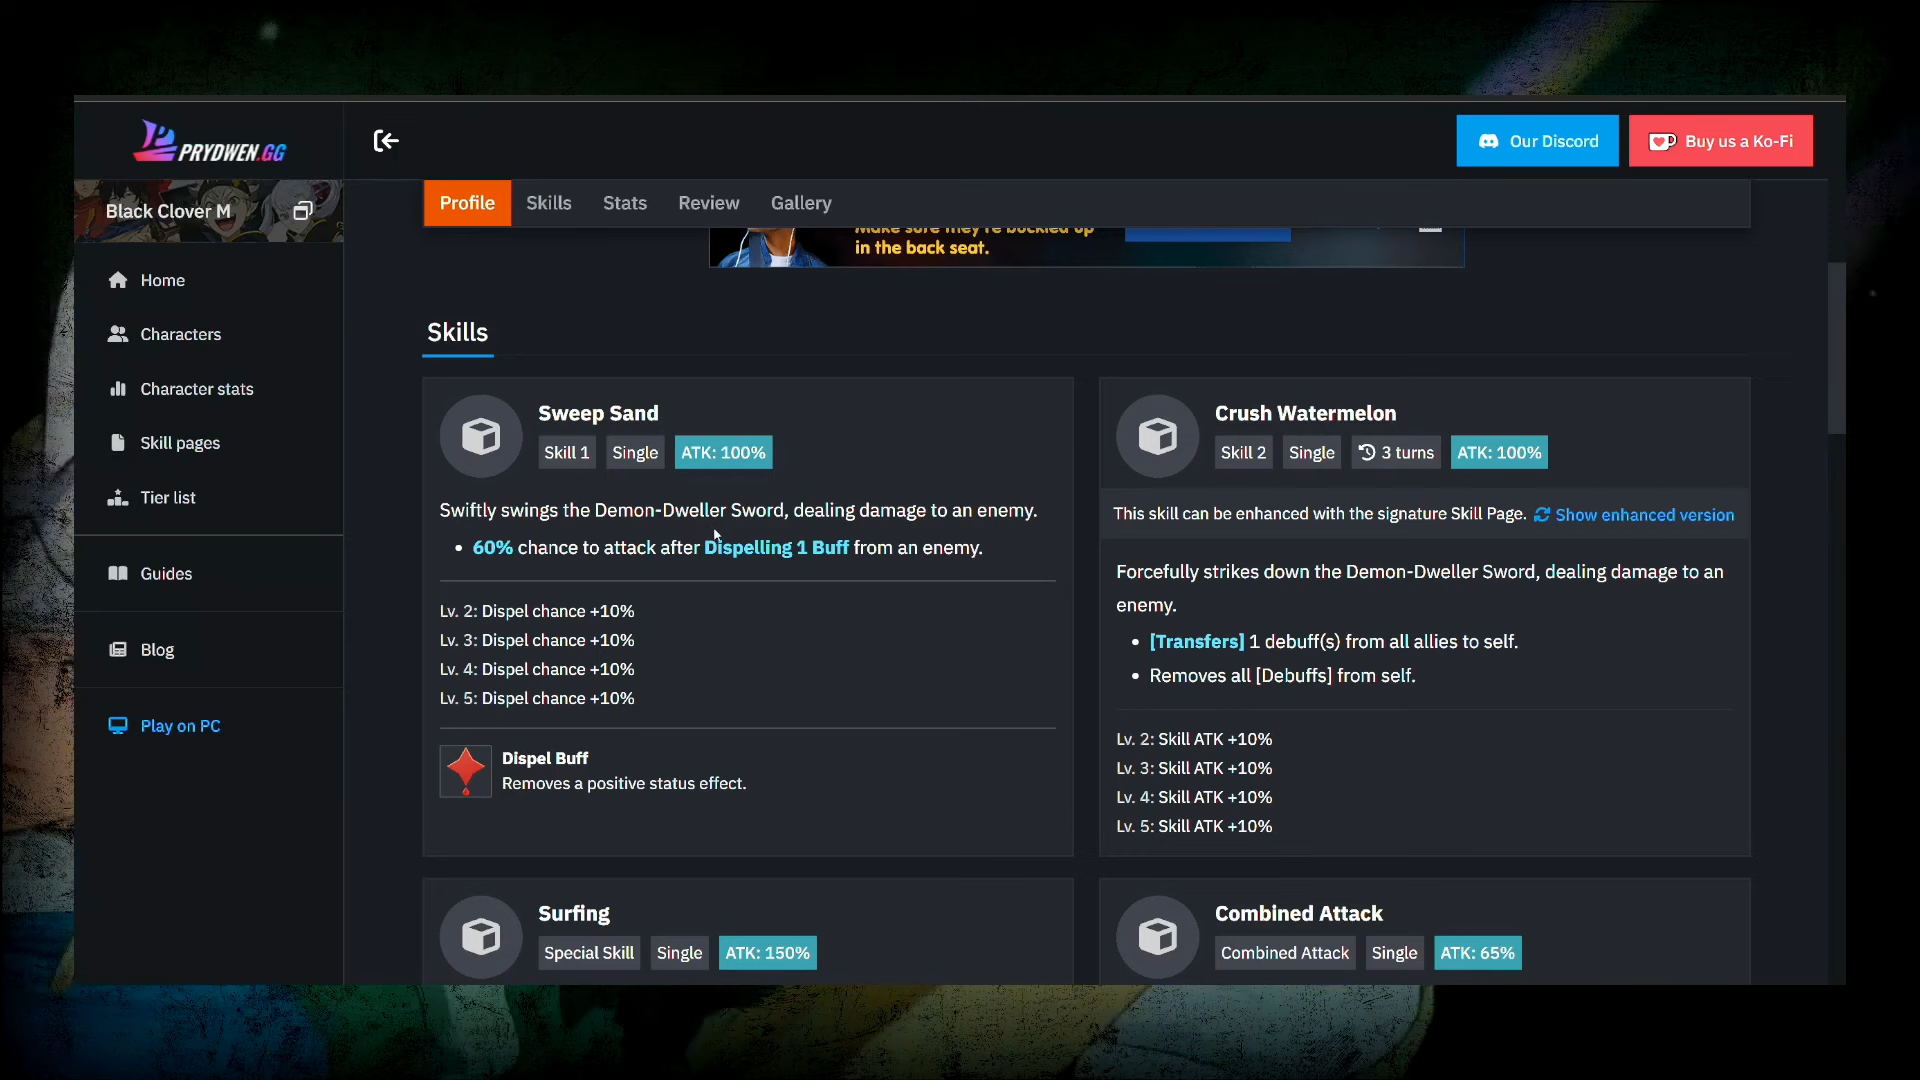 PRYDWEN.GG
Our Discord
Buy us a Ko-Fi
Black Clover M
Profile
Skills
Stats
Review
Gallery
Make sure they're buckled up
in the back seat.
Home
Characters
Character stats
Skill pages
Tier list
Guides
Blog
Play on PC
Skills
Sweep Sand
Skill 1
Single
ATK: 100%
Swiftly swings the Demon-Dweller Sword, dealing damage to an enemy.
• 60% chance to attack after Dispelling 1 Buff from an enemy.
Lv. 2: Dispel chance +10%
Lv. 3: Dispel chance +10%
Lv. 4: Dispel chance +10%
Lv. 5: Dispel chance +10%
Dispel Buff
Removes a positive status effect.
Crush Watermelon
Skill 2
Single
3 turns
ATK: 100%
This skill can be enhanced with the signature Skill Page. Show enhanced version
Forcefully strikes down the Demon-Dweller Sword, dealing damage to an
enemy.
• [Transfers] 1 debuff(s) from all allies to self.
• Removes all [Debuffs] from self.
Lv. 2: Skill ATK +10%
Lv. 3: Skill ATK +10%
Lv. 4: Skill ATK +10%
Lv. 5: Skill ATK +10%
Surfing
Special Skill
Single
ATK: 150%
Combined Attack
Combined Attack
Single
ATK: 65%